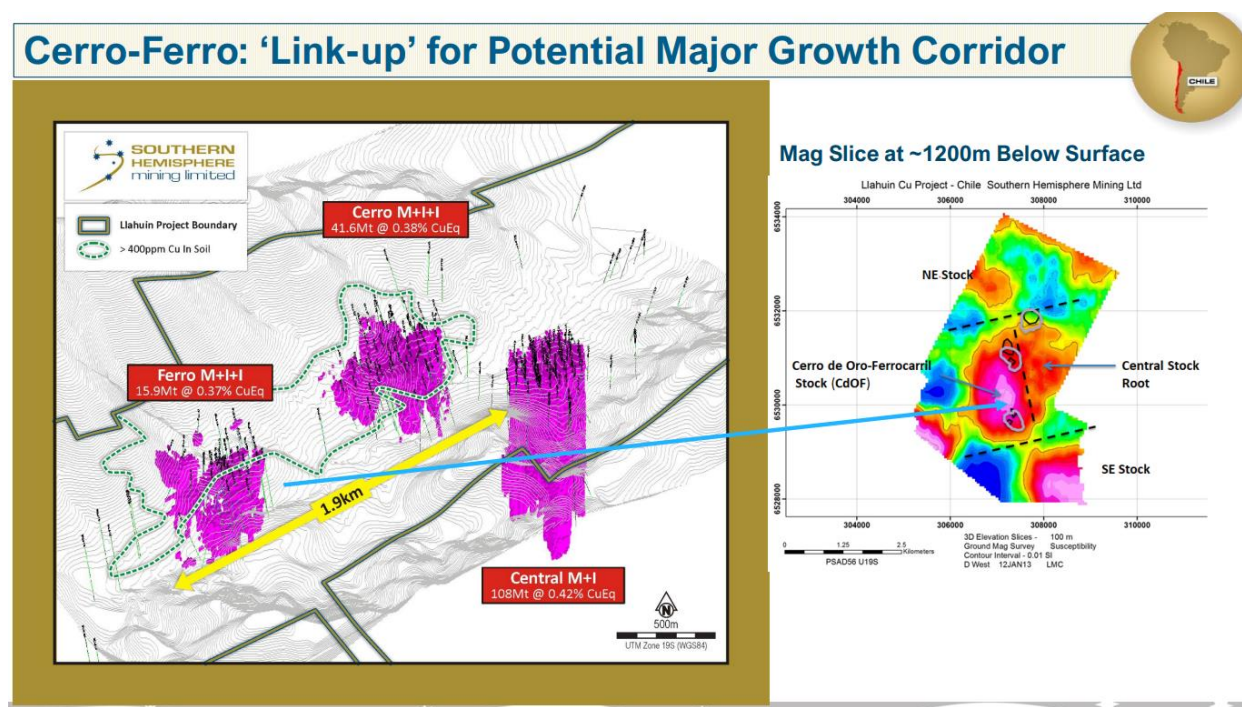 Cerro-Ferro: ‘Link-up’ for Potential Major Growth Corridor
CHILE
SOUTHERN
HEMISPHERE
mining limited
Llahuin Project Boundary
> 400ppm Cu In Soil
Cerro M+I+I
41.6Mt @ 0.38% CuEq
Ferro M+I+I
15.9Mt @ 0.37% CuEq
1.9km
Central M+I
108Mt @ 0.42% CuEq
N
500m
UTM Zone 19S (WGS84)
Mag Slice at ~1200m Below Surface
Llahuin Cu Project - Chile Southern Hemisphere Mining Ltd
304000 306000 308000 310000
6534000
NE Stock
6532000
Cerro de Oro-Ferrocarril
Stock (CdOF)
Central Stock
Root
6530000
SE Stock
6528000
304000 306000 308000 310000
0 1.25 2.5
Kilometers
PSAD56 U19S
3D Elevation Slices - 100 m
Ground Mag Survey Susceptibility
Contour Interval - 0.01 SI
D West 12JAN13 LMC